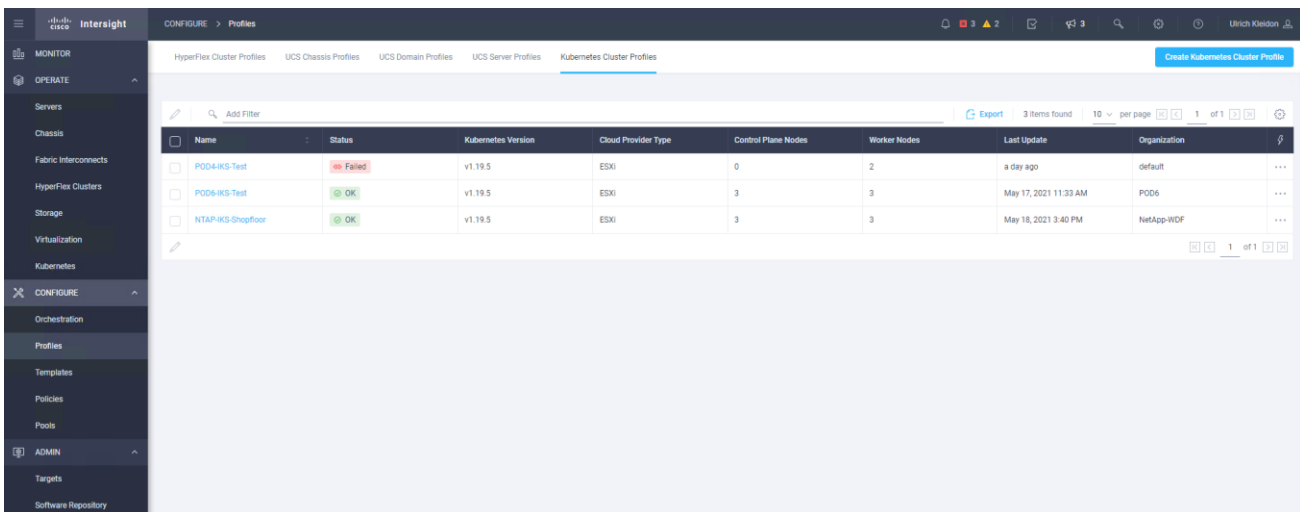 cisco Intersight
CONFIGURE > Profiles
3 2
3
Ulrich Kleidon
MONITOR
OPERATE
Servers
Chassis
Fabric Interconnects
HyperFlex Clusters
Storage
Virtualization
Kubernetes
CONFIGURE
Orchestration
Profiles
Templates
Policies
Pools
ADMIN
Targets
Software Repository
HyperFlex Cluster Profiles UCS Chassis Profiles UCS Domain Profiles UCS Server Profiles Kubernetes Cluster Profiles
Create Kubernetes Cluster Profile
Add Filter Export 3 items found 10 per page 1 of 1
Name Status Kubernetes Version Cloud Provider Type Control Plane Nodes Worker Nodes Last Update Organization
POD4-IKS-Test Failed v1.19.5 ESXi 0 2 a day ago default ...
POD6-IKS-Test OK v1.19.5 ESXi 3 3 May 17, 2021 11:33 AM POD6 ...
NTAP-IKS-Shopfloor OK v1.19.5 ESXi 3 3 May 18, 2021 3:40 PM NetApp-WDF ...
1 of 1